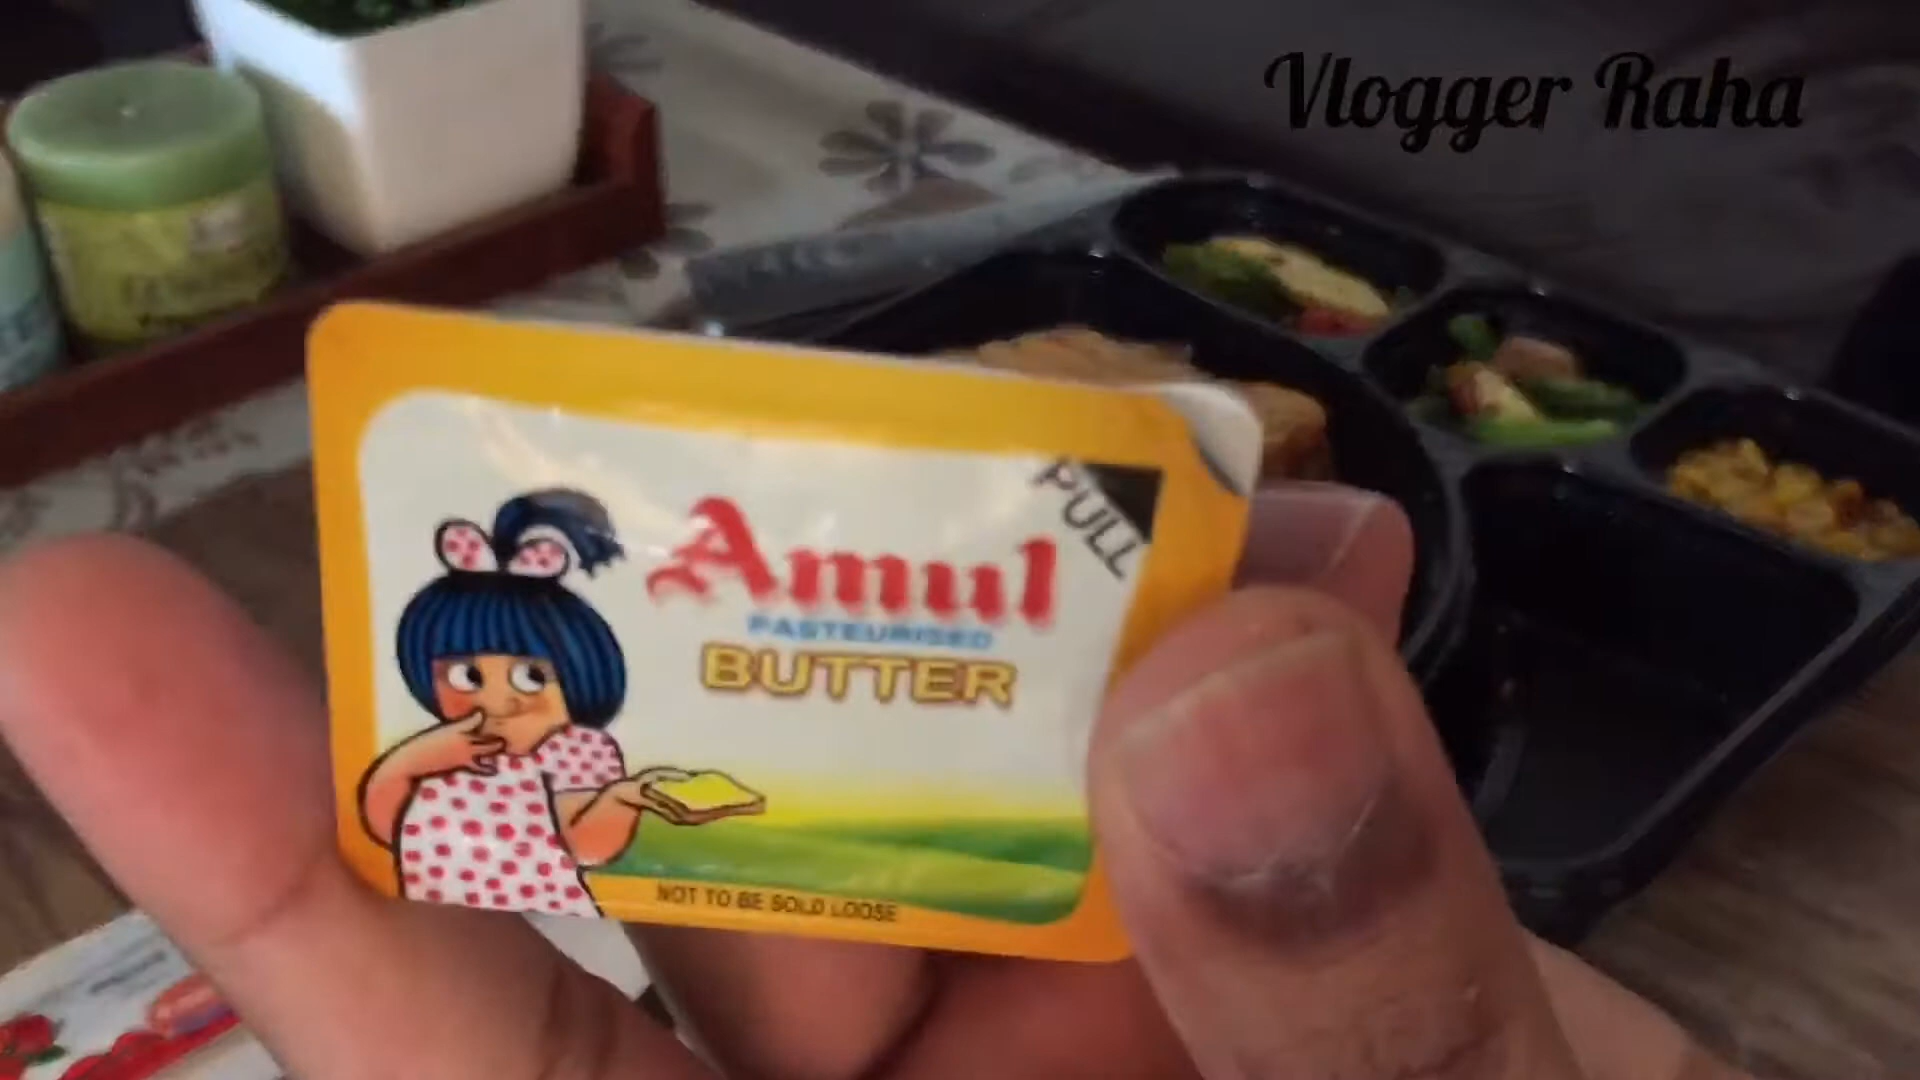 Vlogger Raha
PULL
Amul
PASTEURISED
BUTTER
NOT TO BE SOLD LOOSE